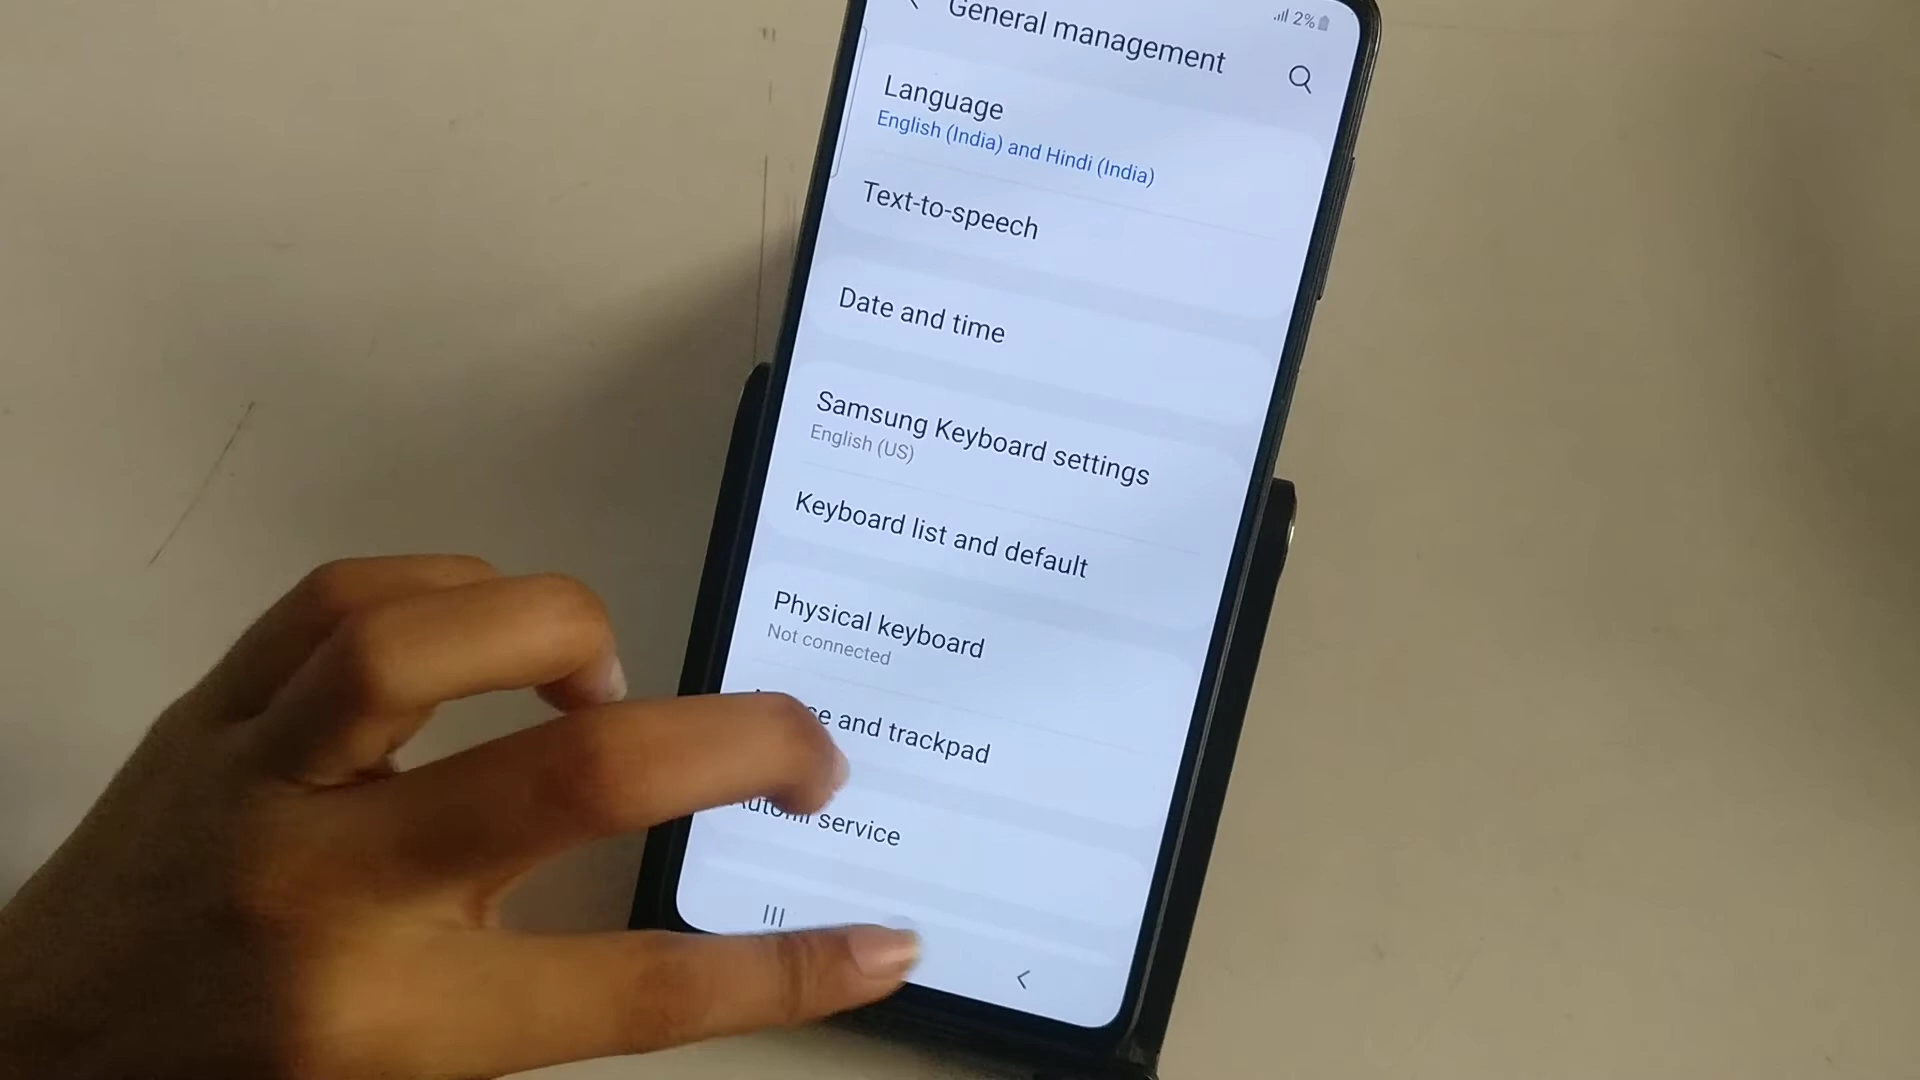 2%
General management
Language
English (India) and Hindi (India)
Text-to-speech
Date and time
Samsung Keyboard settings
English (US)
Keyboard list and default
Physical keyboard
Not connected
and trackpad
service